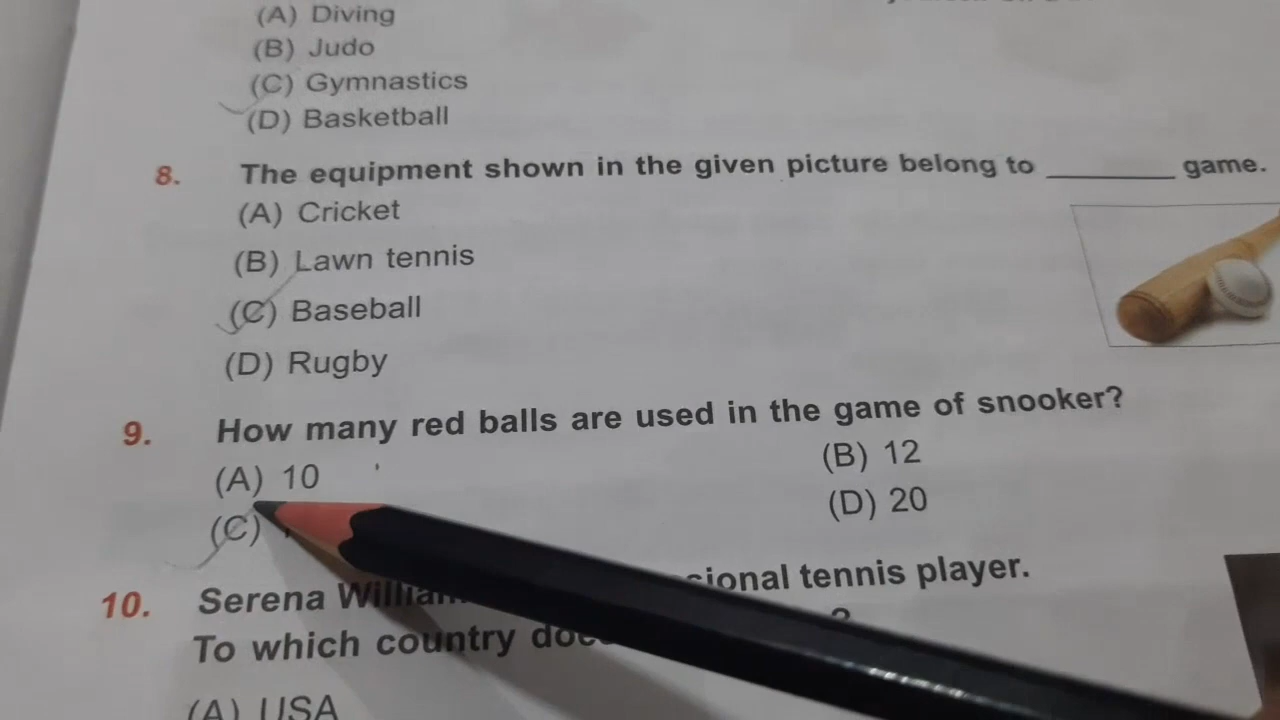 (A) Diving
(B) Judo
(C) Gymnastics
(D) Basketball
8. The equipment shown in the given picture belong to ________ game.
(A) Cricket
(B) Lawn tennis
(C) Baseball
(D) Rugby
9. How many red balls are used in the game of snooker?
(A) 10
(B) 12
(C)
(D) 20
10. Serena tennis player.
To which country
(A) USA